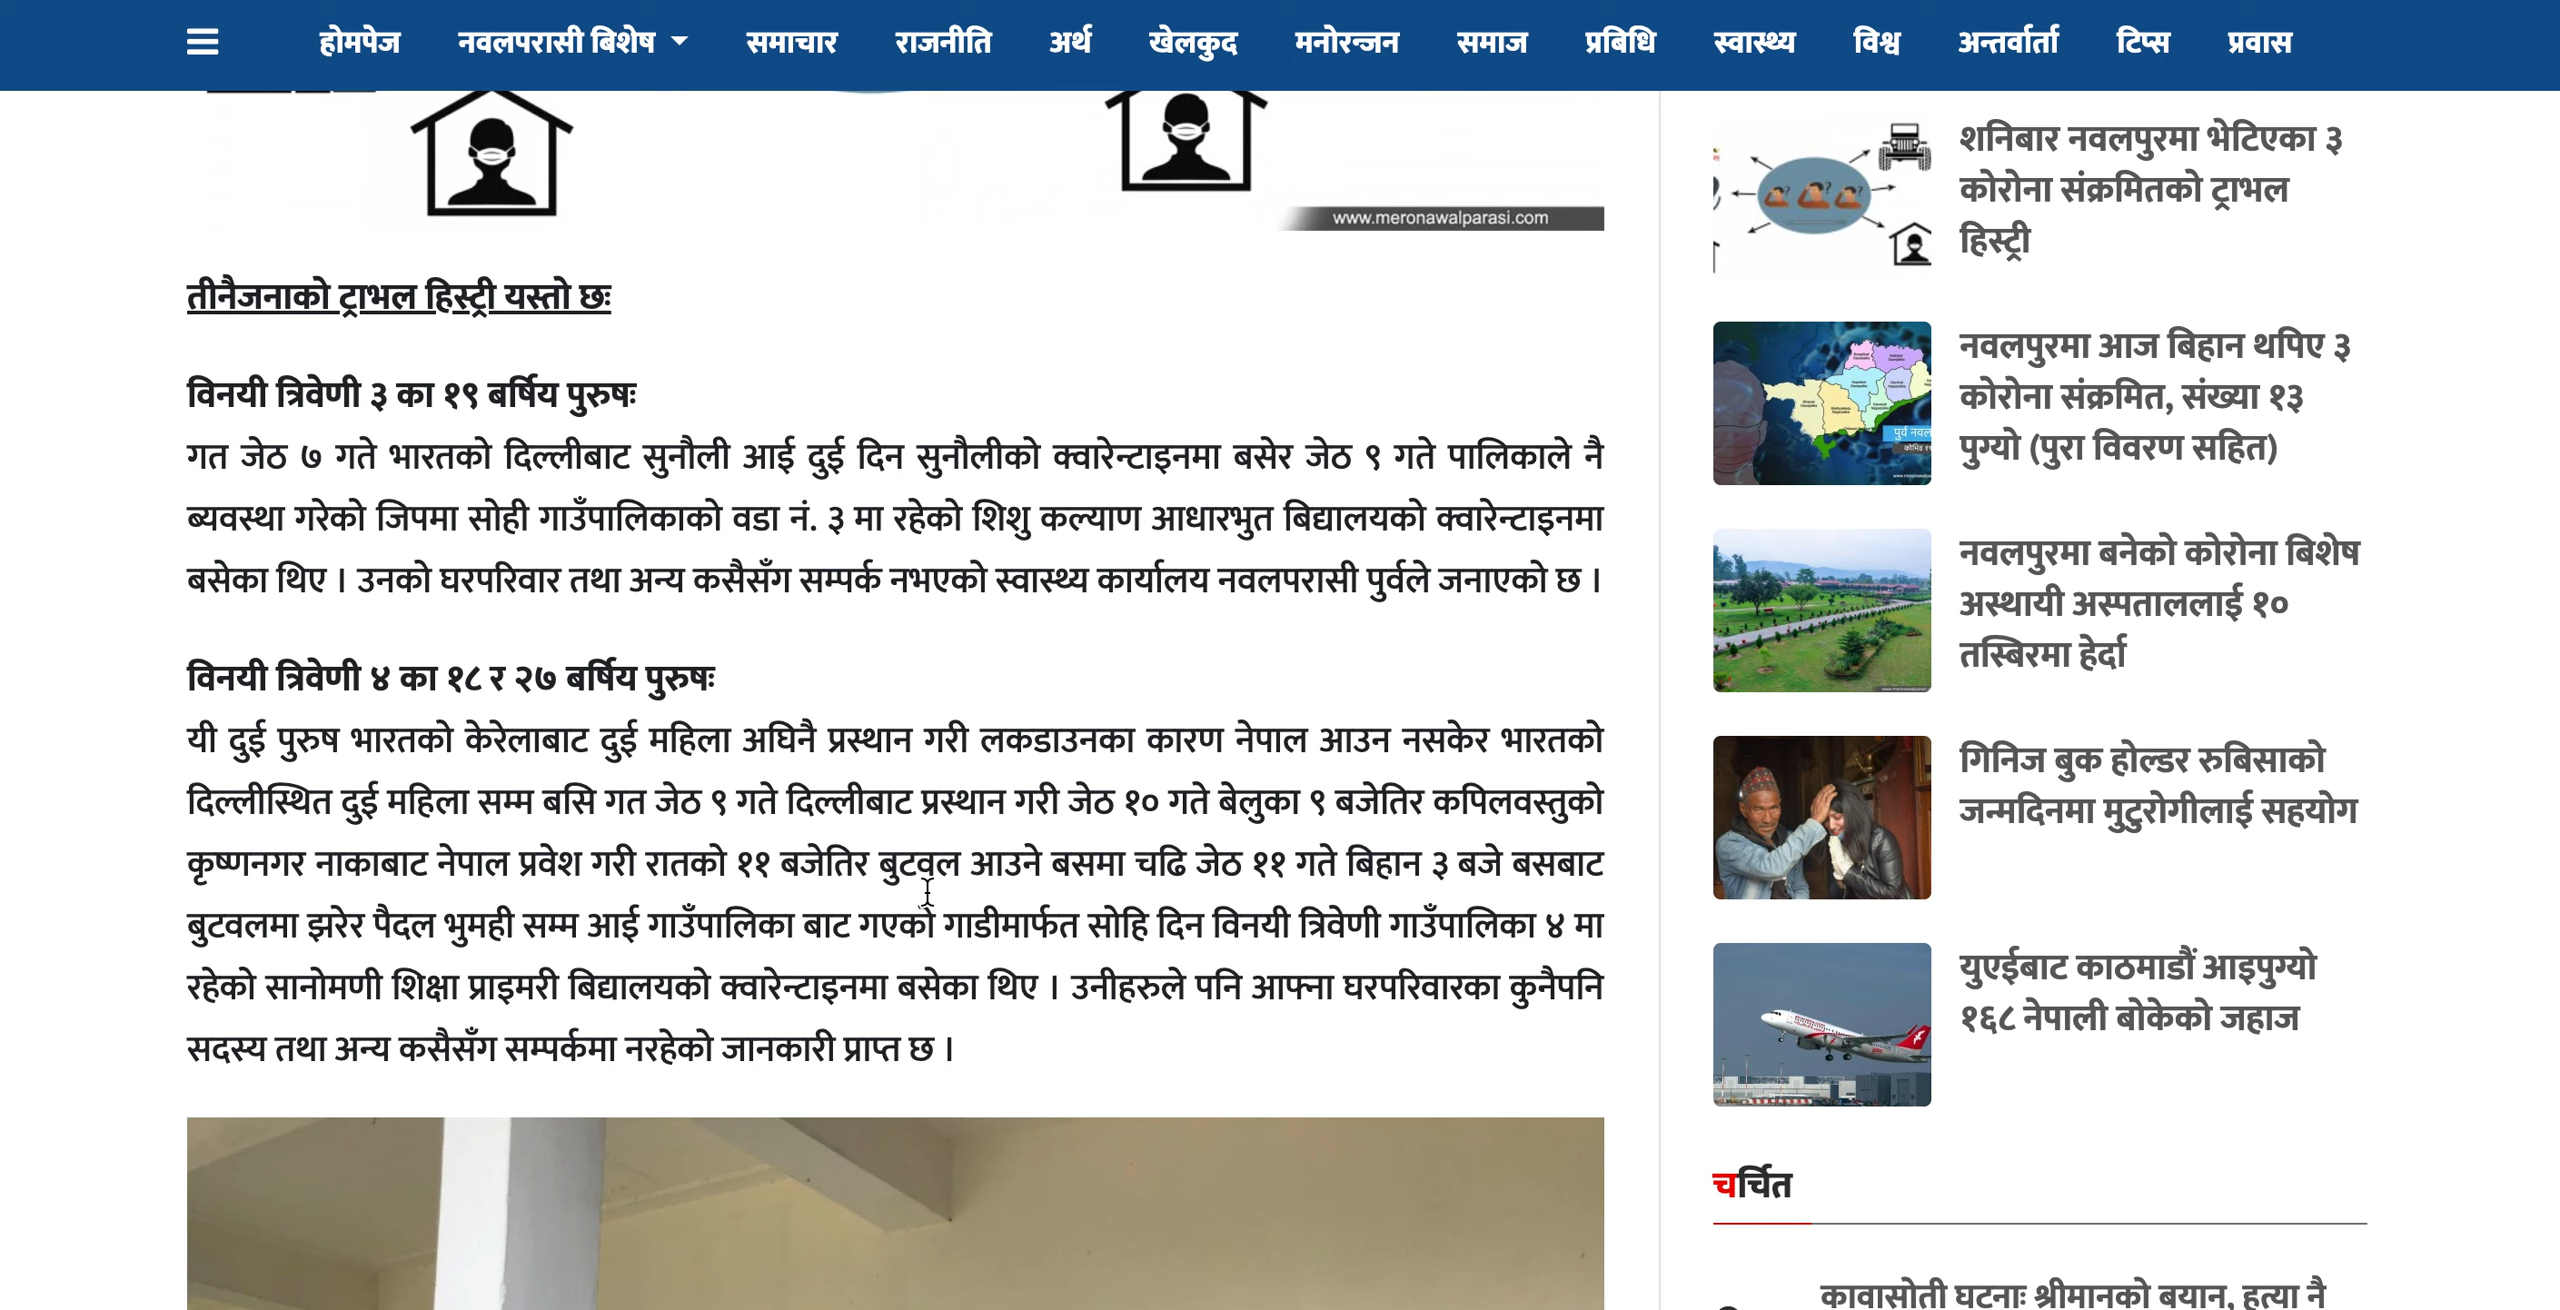 होमपेज नवलपरासी बिशेष समाचार राजनीति अर्थ खेलकुद मनोरन्जन समाज प्रबिधि स्वास्थ्य विश्व अन्तर्वार्ता टिप्स प्रवास
www.meronawalparasi.com
तीनैजनाको ट्राभल हिस्ट्री यस्तो छः
विनयी त्रिवेणी ३ का १९ बर्षिय पुरुषः
गत जेठ ७ गते भारतको दिल्लीबाट सुनौली आई दुई दिन सुनौलीको क्वारेन्टाइनमा बसेर जेठ ९ गते पालिकाले नै
ब्यवस्था गरेको जिपमा सोही गाउँपालिकाको वडा नं. ३ मा रहेको शिशु कल्याण आधारभुत बिद्यालयको क्वारेन्टाइनमा
बसेका थिए । उनको घरपरिवार तथा अन्य कसैसँग सम्पर्क नभएको स्वास्थ्य कार्यालय नवलपरासी पुर्वले जनाएको छ ।
विनयी त्रिवेणी ४ का १८ र २७ बर्षिय पुरुषः
यी दुई पुरुष भारतको केरेलाबाट दुई महिला अघिनै प्रस्थान गरी लकडाउनका कारण नेपाल आउन नसकेर भारतको
दिल्लीस्थित दुई महिला सम्म बसि गत जेठ ९ गते दिल्लीबाट प्रस्थान गरी जेठ १० गते बेलुका ९ बजेतिर कपिलवस्तुको
कृष्णनगर नाकाबाट नेपाल प्रवेश गरी रातको ११ बजेतिर बुटवल आउने बसमा चढि जेठ ११ गते बिहान ३ बजे बसबाट
बुटवलमा झरेर पैदल भुमही सम्म आई गाउँपालिका बाट गएको गाडीमार्फत सोहि दिन विनयी त्रिवेणी गाउँपालिका ४ मा
रहेको सानोमणी शिक्षा प्राइमरी बिद्यालयको क्वारेन्टाइनमा बसेका थिए । उनीहरुले पनि आफ्ना घरपरिवारका कुनैपनि
सदस्य तथा अन्य कसैसँग सम्पर्कमा नरहेको जानकारी प्राप्त छ ।
शनिबार नवलपुरमा भेटिएका ३
कोरोना संक्रमितको ट्राभल
हिस्ट्री
नवलपुरमा आज बिहान थपिए ३
कोरोना संक्रमित, संख्या १३
पुग्यो (पुरा विवरण सहित)
पुर्व नवल
नवलपुरमा बनेको कोरोना बिशेष
अस्थायी अस्पताललाई १०
तस्बिरमा हेर्दा
गिनिज बुक होल्डर रुबिसाको
जन्मदिनमा मुटुरोगीलाई सहयोग
युएईबाट काठमाडौं आइपुग्यो
१६८ नेपाली बोकेको जहाज
चर्चित
कावासोती घटनाः श्रीमानको बयान, हत्या नै